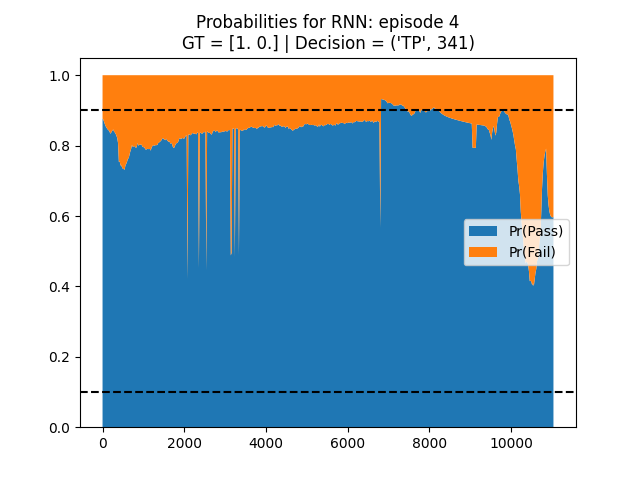 Probabilities for RNN: episode 4
GT = [1. 0.] | Decision = ('TP', 341)
1.0
0.8
0.6
0.4
0.2
0.0
Pr(Pass)
Pr(Fail)
0 2000 4000 6000 8000 10000